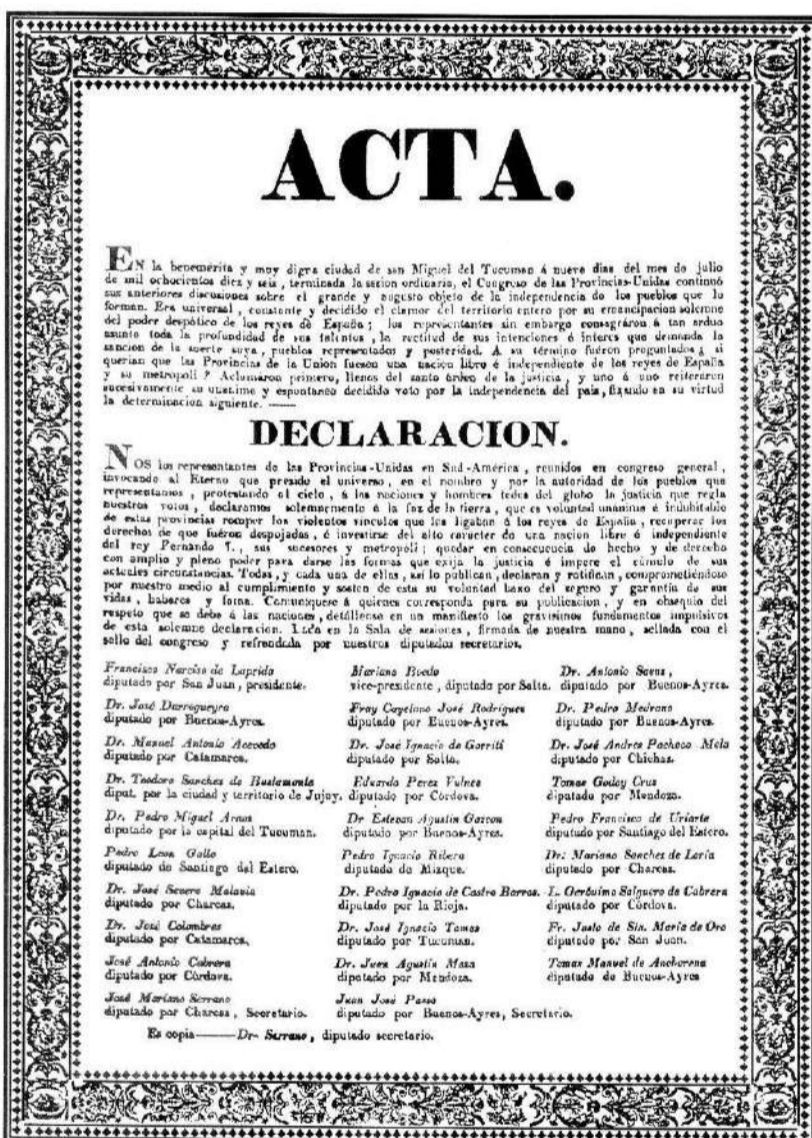 ACTA.
EN la benemérita y muy digna ciudad de san Miguel del Tucuman á nueve dias del mes de julio
de mil ochocientos diez y seis, terminada la sesion ordinaria, el Congreso de las Provincias-Unidas continuó
sus anteriores discusiones sobre el grande y augusto objeto de la independencia de los pueblos que lo
forman. Era universal, constante y decidido el clamor del territorio entero por su emancipacion solemne
del poder despótico de los reyes de España; los representantes sin embargo consagráron á tan arduo
asunto toda la profundidad de sus talentos, la rectitud de sus intenciones é interes que demanda la
sancion de la suerte suya, pueblos representados y posteridad. A su término fuéron preguntados; si
querian que las Provincias de la Union fuesen una nacion libre é independiente de los reyes de España
y su metropoli? Aclamáron primero, llenos del santo órden de la justicia, y uno á uno reiteraron
sucesivamente su unanime y espontaneo decidido voto por la independencia del pais, fixando en su virtud
la determinacion siguiente. —
DECLARACION.
NOS los representantes de las Provincias-Unidas en Sud-América, reunidos en congreso general,
invocando al Eterno que preside el universo, en el nombre y por la autoridad de los pueblos que
representamos, protestando al cielo, á las naciones y hombres todos del globo la justicia que regla
nuestros votos, declaramos solemnemente á la faz de la tierra, que es voluntad unánime é indubitable
de estas provincias romper los violentos vinculos que las ligaban á los reyes de España, recuperar los
derechos de que fuéron despojadas, é investirse del alto caracter de una nacion libre é independiente
del rey Fernando 7., sus sucesores y metropóli; quedar en consecuencia de hecho y de derecho
con amplio y pleno poder para darse las formas que exija la justicia é impere el cúmulo de sus
actuales circunstancias. Todas, y cada una de ellas, así lo publican, declaran y ratifican, comprometiéndose
por nuestro medio al cumplimiento y sosten de esta su voluntad baxo del seguro y garantía de sus
vidas, haberes y fama. Comuniquese á quienes corresponda para su publicacion, y en obsequio del
respeto que se debe á las naciones, detállense en un manifiesto los gravisimos fundamentos impulsivos
de esta solemne declaracion. Dada en la Sala de sesiones, firmada de nuestra mano, sellada con el
sello del congreso y refrendada por nuestros diputados secretarios.
Francisco Narciso de Laprida
diputado por San Juan, presidente.
Mariano Boedo
vice-presidente, diputado por Salta.
Dr. Antonio Saenz,
diputado por Buenos-Ayres.
Dr. José Darregueyra
diputado por Buenos-Ayres.
Fray Cayetano José Rodrigues
diputado por Buenos-Ayres.
Dr. Pedro Medrano
diputado por Buenos-Ayres.
Dr. Manuel Antonio Acevedo
diputado por Catamarca.
Dr. José Ignacio de Gorriti
diputado por Salta.
Dr. José Andres Pacheco Melo
diputado por Chichas.
Dr. Teodoro Sanches de Bustamante
diput. por la ciudad y territorio de Jujuy.
Eduardo Perez Vulnes
diputado por Córdova.
Tomas Godoy Cruz
diputado por Mendoza.
Dr. Pedro Miguel Araoz
diputado por la capital del Tucuman.
Dr Estevan Agustin Gazcon
diputado por Buenos-Ayres.
Pedro Francisco de Uriarte
diputado por Santiago del Estero.
Pedro Leon Gallo
diputado de Santiago del Estero.
Pedro Ignacio Ribera
diputado de Mizque.
Dr. Mariano Sanches de Loria
diputado por Charcas.
Dr. José Severo Malavia
diputado por Charcas.
Dr. Pedro Ignacio de Castro Barros.
diputado por la Rioja.
L. Gerónimo Salguero de Cabrera
diputado por Córdova.
Dr. José Colombres
diputado por Catamarca.
Dr. José Ignacio Tames
diputado por Tucuman.
Fr. Justo de Sta. Maria de Oro
diputado por San Juan.
José Antonio Cabrera
diputado por Córdova.
Dr. Juan Agustin Maza
diputado por Mendoza.
Tomas Manuel de Anchorena
diputado de Buenos-Ayres
José Mariano Serrano
diputado por Charcas, Secretario.
Juan José Passo
diputado por Buenos-Ayres, Secretario.
Es copia——Dr- Serrano, diputado secretario.